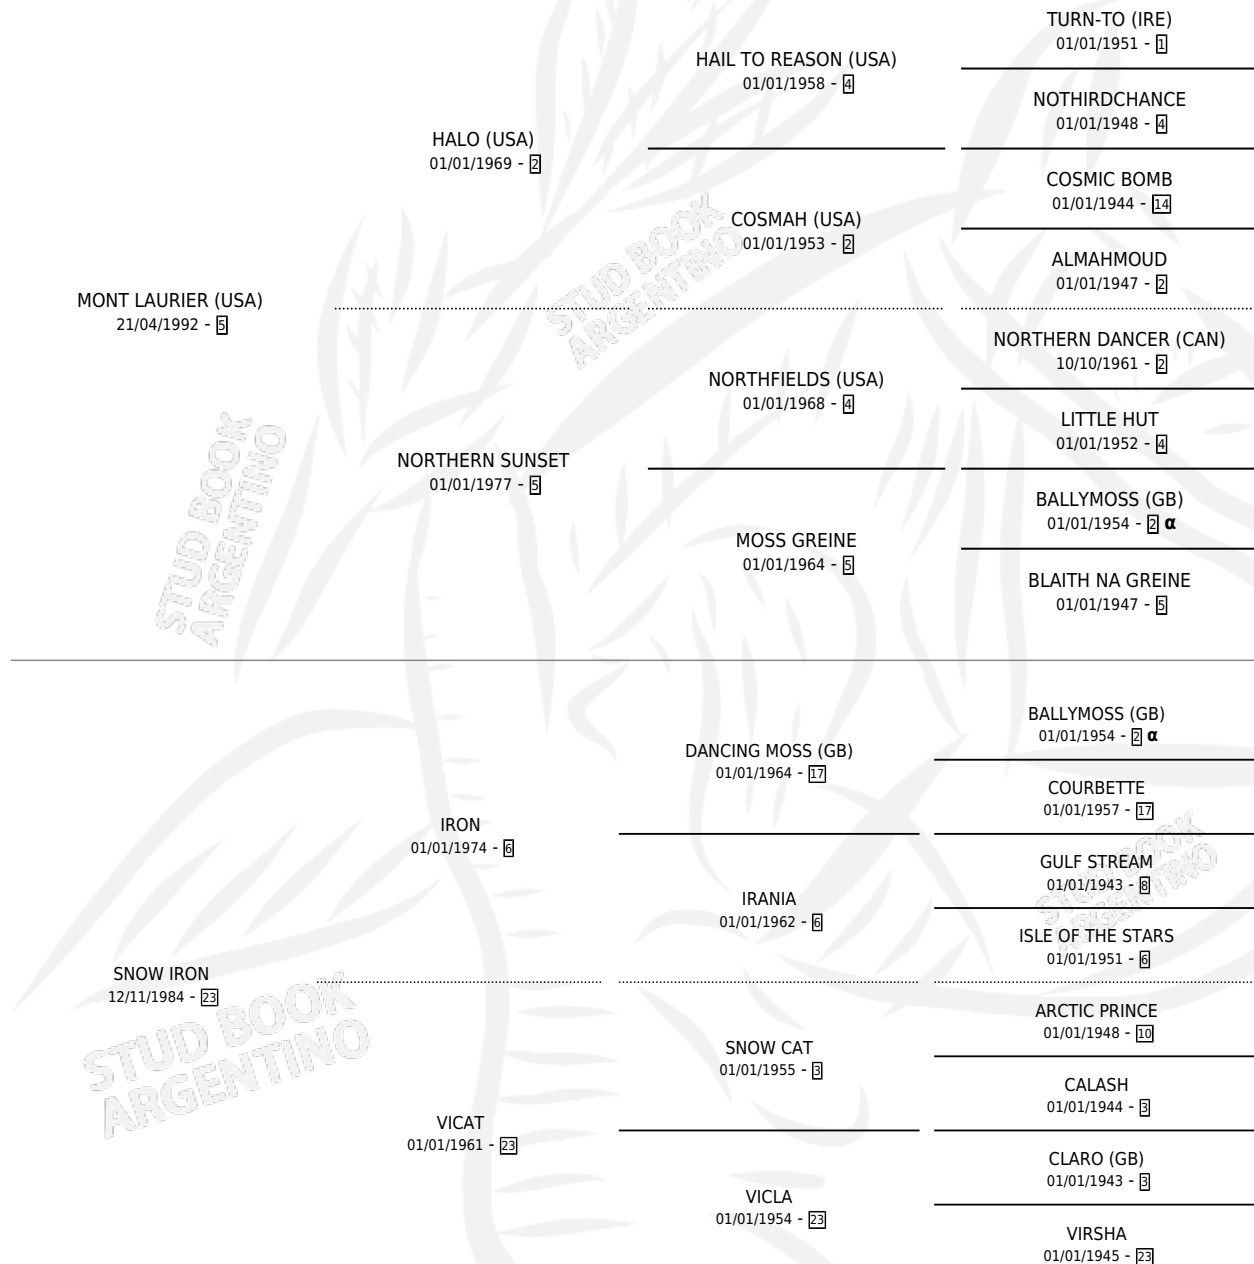 TURN-TO (IRE)
01/01/1951 - 1
HAIL TO REASON (USA)
01/01/1958 - 4
NOTHIRDCHANCE
01/01/1948 - 4
HALO (USA)
01/01/1969 - 2
COSMIC BOMB
01/01/1944 - 14
COSMAH (USA)
01/01/1953 - 2
ALMAHMOUD
01/01/1947 - 2
MONT LAURIER (USA)
21/04/1992 - 5
NORTHERN DANCER (CAN)
10/10/1961 - 2
NORTHFIELDS (USA)
01/01/1968 - 4
LITTLE HUT
01/01/1952 - 4
NORTHERN SUNSET
01/01/1977 - 5
BALLYMOSS (GB)
01/01/1954 - 2 α
MOSS GREINE
01/01/1964 - 5
BLAITH NA GREINE
01/01/1947 - 5
BALLYMOSS (GB)
01/01/1954 - 2 α
DANCING MOSS (GB)
01/01/1964 - 17
COURBETTE
01/01/1957 - 17
IRON
01/01/1974 - 6
GULF STREAM
01/01/1943 - 8
IRANIA
01/01/1962 - 6
ISLE OF THE STARS
01/01/1951 - 6
SNOW IRON
12/11/1984 - 23
ARCTIC PRINCE
01/01/1948 - 10
SNOW CAT
01/01/1955 - 3
CALASH
01/01/1944 - 3
VICAT
01/01/1961 - 23
CLARO (GB)
01/01/1943 - 3
VICLA
01/01/1954 - 23
VIRSHA
01/01/1945 - 23
STUD BOOK
ARGENTINO
STUD BOOK
ARGENTINO
STUD BOOK
ARGENTINO
STUD BOOK
ARGENTINO